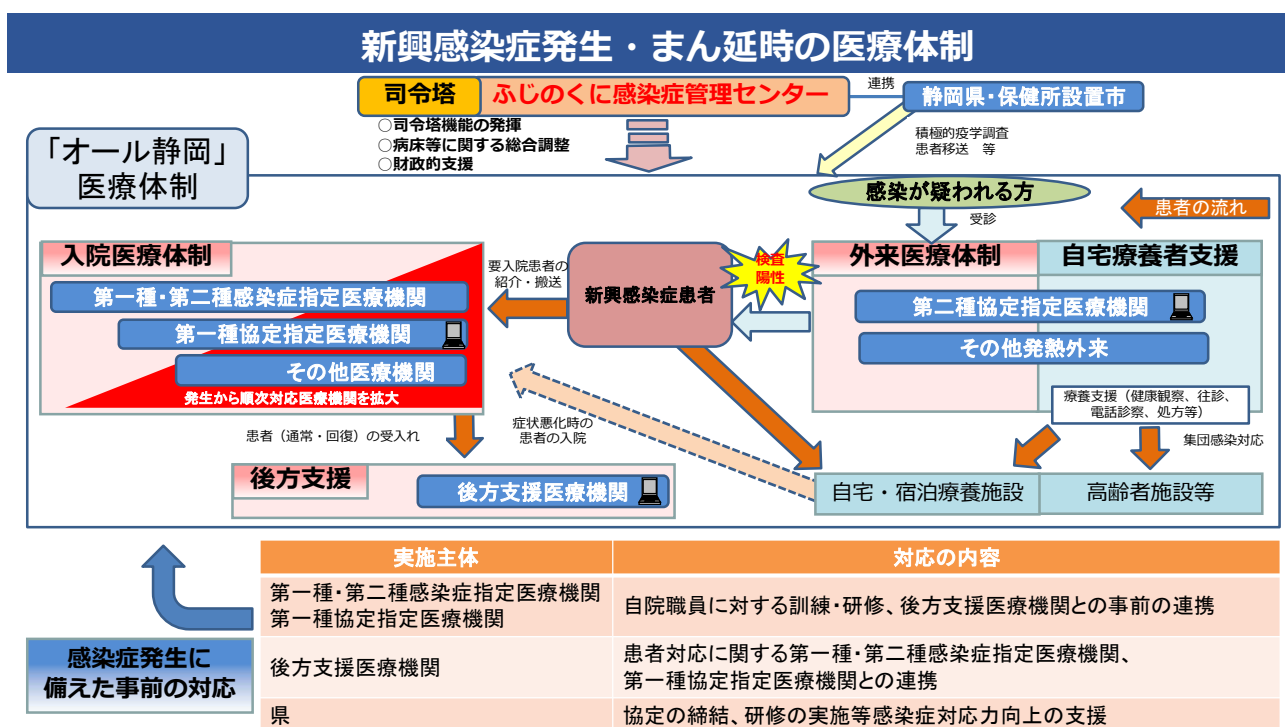 新興感染症発生・まん延時の医療体制
司令塔
ふじのくに感染症管理センター
連携
静岡県・保健所設置市
○司令塔機能の発揮
○病床等に関する総合調整
○財政的支援
積極的疫学調査
患者移送　等
「オール静岡」
医療体制
感染が疑われる方
患者の流れ
受診
入院医療体制
第一種・第二種感染症指定医療機関
第一種協定指定医療機関
その他医療機関
発生から順次対応医療機関を拡大
要入院患者の
紹介・搬送
新興感染症患者
検査
陽性
外来医療体制
自宅療養者支援
第二種協定指定医療機関
その他発熱外来
療養支援（健康観察、往診、
電話診察、処方等）
患者（通常・回復）の受入れ
症状悪化時の
患者の入院
集団感染対応
後方支援
後方支援医療機関
自宅・宿泊療養施設
高齢者施設等
感染症発生に
備えた事前の対応
実施主体
対応の内容
第一種・第二種感染症指定医療機関
第一種協定指定医療機関
自院職員に対する訓練・研修、後方支援医療機関との事前の連携
後方支援医療機関
患者対応に関する第一種・第二種感染症指定医療機関、
第一種協定指定医療機関との連携
県
協定の締結、研修の実施等感染症対応力向上の支援